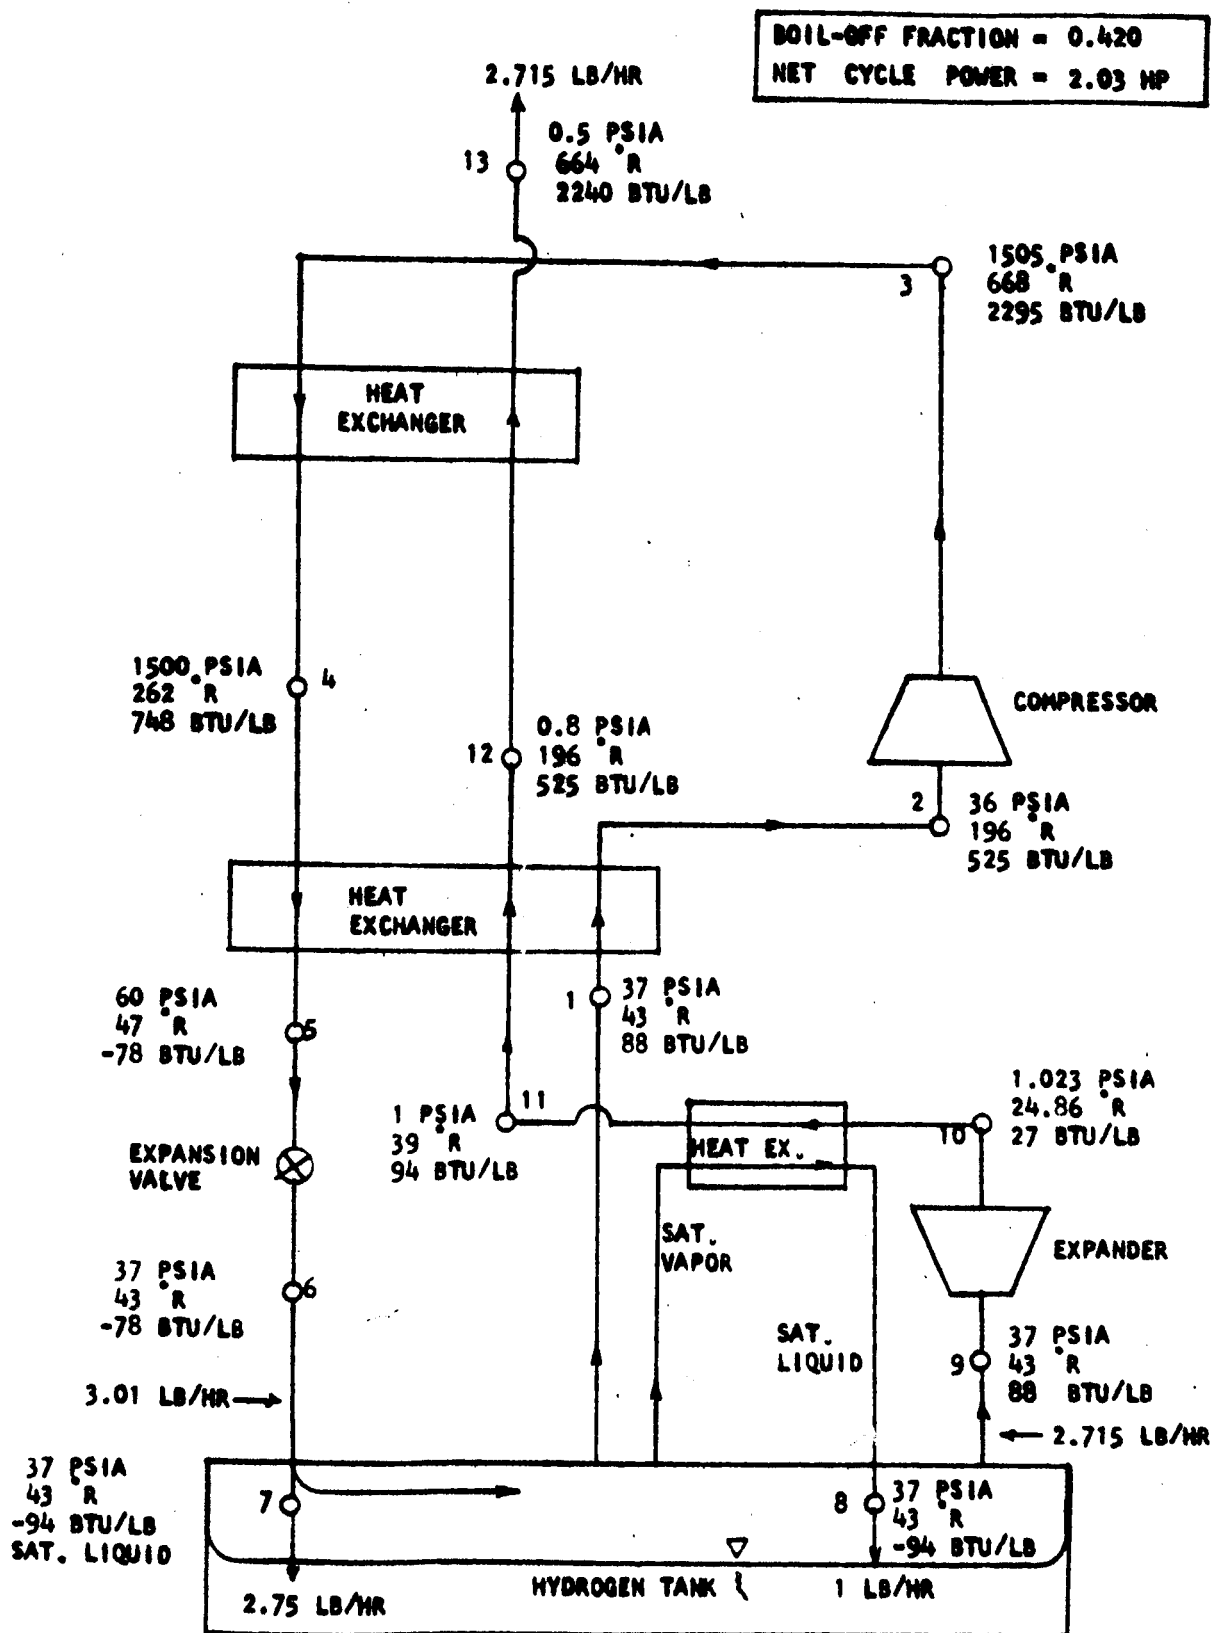 BOIL-OFF FRACTION = 0.420
NET CYCLE POWER = 2.03 HP
2.715 LB/HR
13
0.5 PSIA
664 °R
2240 BTU/LB
3
1505 PSIA
668 °R
2295 BTU/LB
HEAT
EXCHANGER
1500 PSIA
262 °R
748 BTU/LB
4
COMPRESSOR
12
0.8 PSIA
196 °R
525 BTU/LB
2
36 PSIA
196 °R
525 BTU/LB
HEAT
EXCHANGER
60 PSIA
47 °R
-78 BTU/LB
5
1
37 PSIA
43 °R
88 BTU/LB
11
1 PSIA
39 °R
94 BTU/LB
1.023 PSIA
24.86 °R
27 BTU/LB
10
HEAT EX.
EXPANSION
VALVE
SAT.
VAPOR
EXPANDER
37 PSIA
43 °R
-78 BTU/LB
6
SAT.
LIQUID
9
37 PSIA
43 °R
88 BTU/LB
3.01 LB/HR
2.715 LB/HR
37 PSIA
43 °R
-94 BTU/LB
SAT. LIQUID
7
8
37 PSIA
43 °R
-94 BTU/LB
2.75 LB/HR
HYDROGEN TANK
1 LB/HR